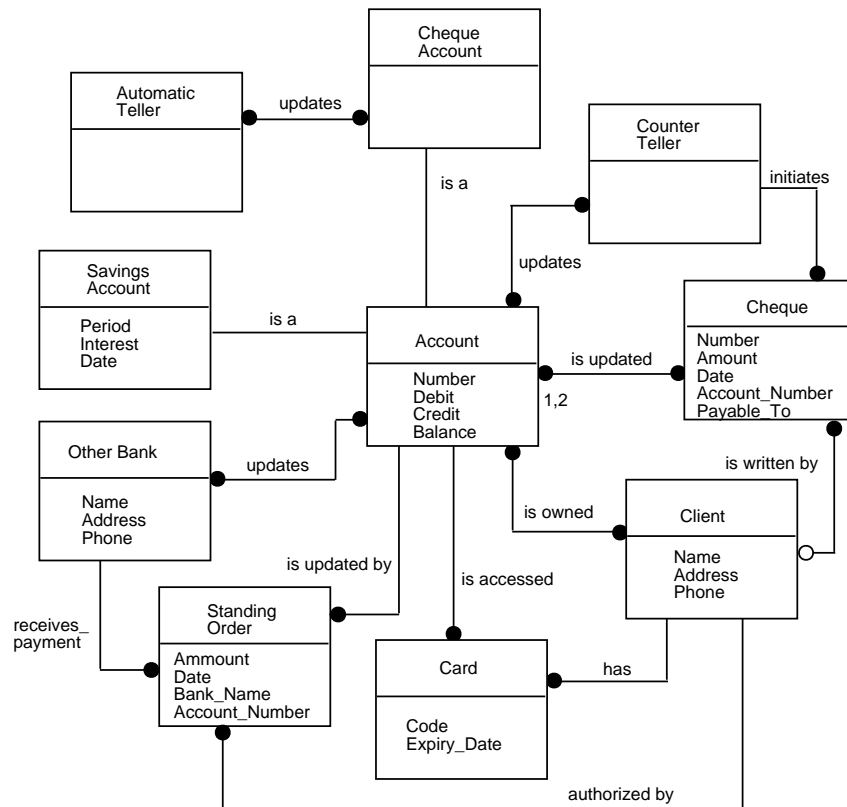 Cheque
Account
Automatic
Teller
updates
Counter
Teller
is a
initiates
updates
Savings
Account
Period
Interest
Date
is a
Account
Number
Debit
Credit
Balance
is updated
1,2
Cheque
Number
Amount
Date
Account_Number
Payable_To
Other Bank
Name
Address
Phone
updates
is written by
is owned
Client
Name
Address
Phone
is updated by
is accessed
receives_
payment
Standing
Order
Ammount
Date
Bank_Name
Account_Number
Card
Code
Expiry_Date
has
authorized by